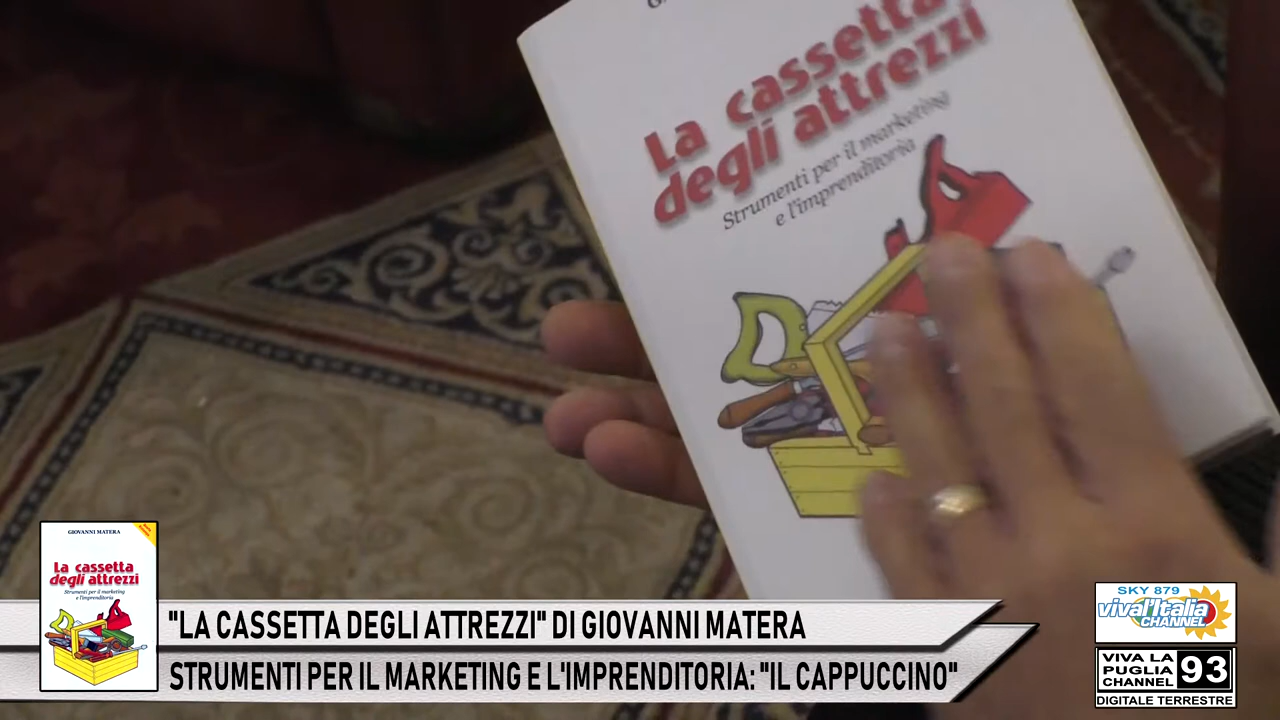 La cassetta
degli attrezzi
Strumenti per il marketing
e l'imprenditoria
GIOVANNI MATERA
La cassetta
degli attrezzi
Strumenti per il marketing
e l'imprenditoria
"LA CASSETTA DEGLI ATTREZZI" DI GIOVANNI MATERA
STRUMENTI PER IL MARKETING E L'IMPRENDITORIA: "IL CAPPUCCINO"
SKY 879
vival'Italia
CHANNEL
VIVA LA
PUGLIA
CHANNEL
93
DIGITALE TERRESTRE